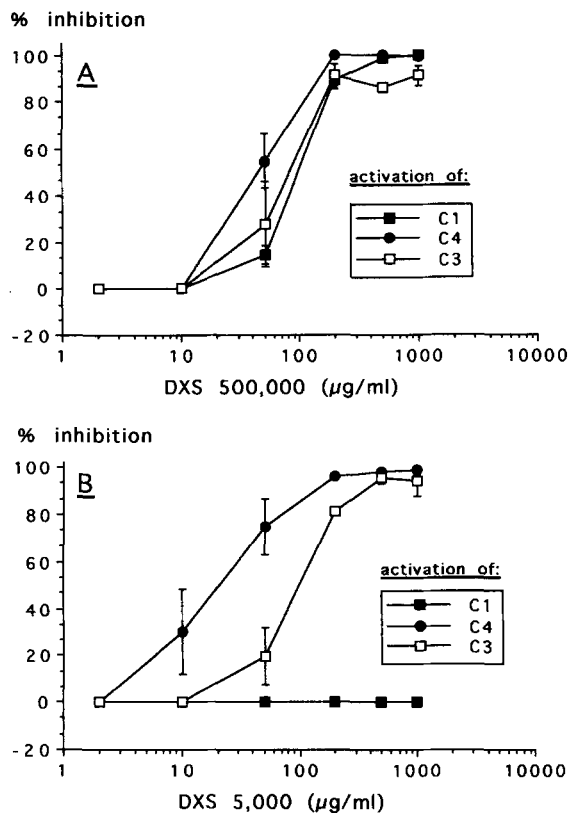 % inhibition
100
A
80
60
activation of:
40
C1
C4
20
C3
0
-20
1
10
100
1000
10000
DXS 500,000 (µg/ml)
% inhibition
100
B
80
60
activation of:
40
C1
C4
20
C3
0
-20
1
10
100
1000
10000
DXS 5,000 (µg/ml)